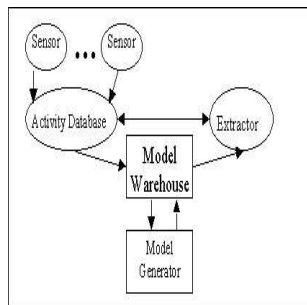 Sensor ••• Sensor
Activity Database
Extractor
Model
Warehouse
Model
Generator